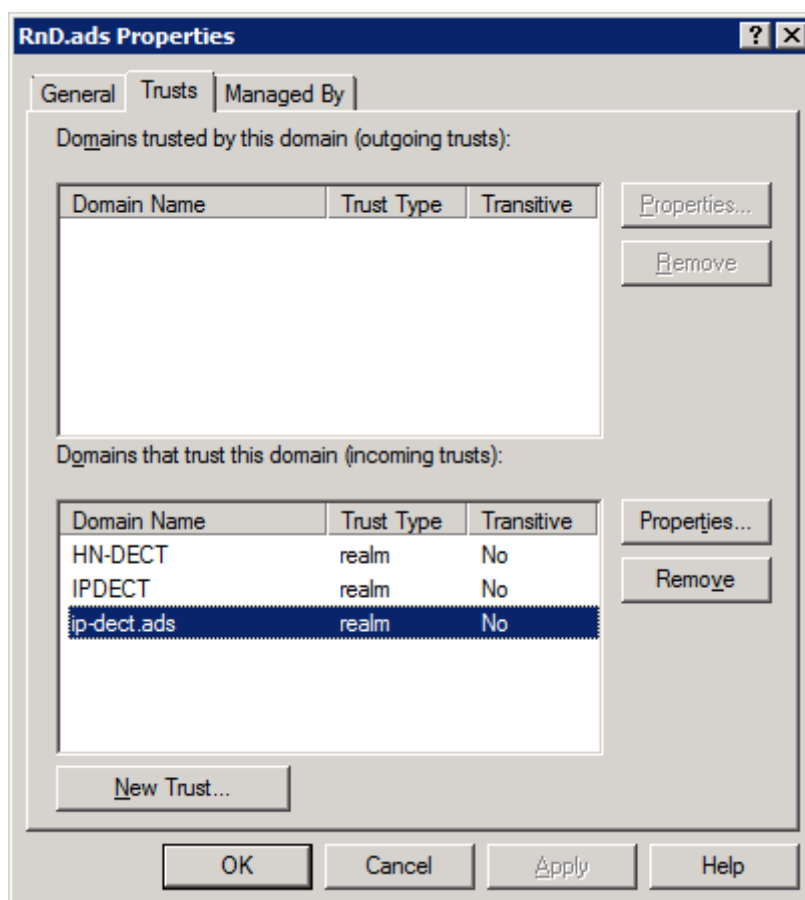 RnD.ads Properties
General Trusts Managed By
Domains trusted by this domain (outgoing trusts):
Domain Name Trust Type Transitive
Properties...
Remove
Domains that trust this domain (incoming trusts):
Domain Name Trust Type Transitive
Properties...
HN-DECT realm No
IPDECT realm No
Remove
ip-dect.ads realm No
New Trust...
OK Cancel Apply Help